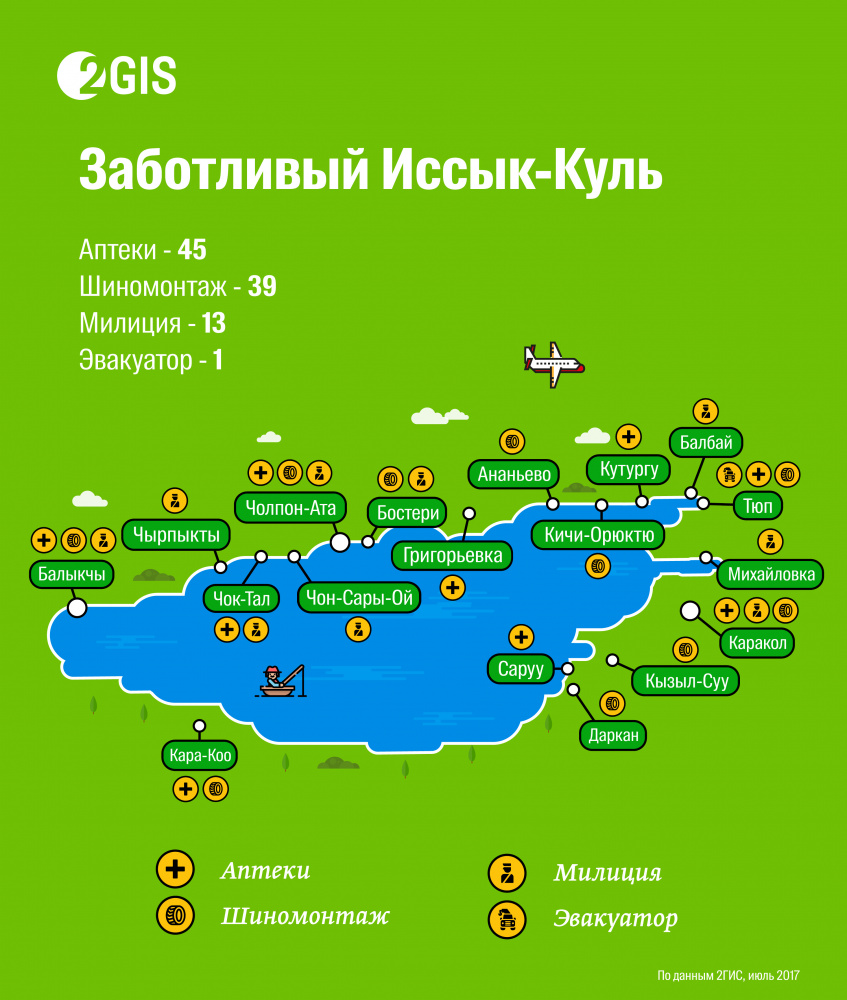 2GIS
Заботливый Иссык-Куль
Аптеки - 45
Шиномонтаж - 39
Милиция - 13
Эвакуатор - 1
Балбай
Ананьево
Кутургу
Тюп
Чолпон-Ата
Бостери
Чырпыкты
Кичи-Орюктю
Григорьевка
Балыкчы
Михайловка
Чок-Тал
Чон-Сары-Ой
Каракол
Саруу
Кызыл-Суу
Даркан
Кара-Коо
Аптеки
Милиция
Шиномонтаж
Эвакуатор
По данным 2ГИС, июль 2017